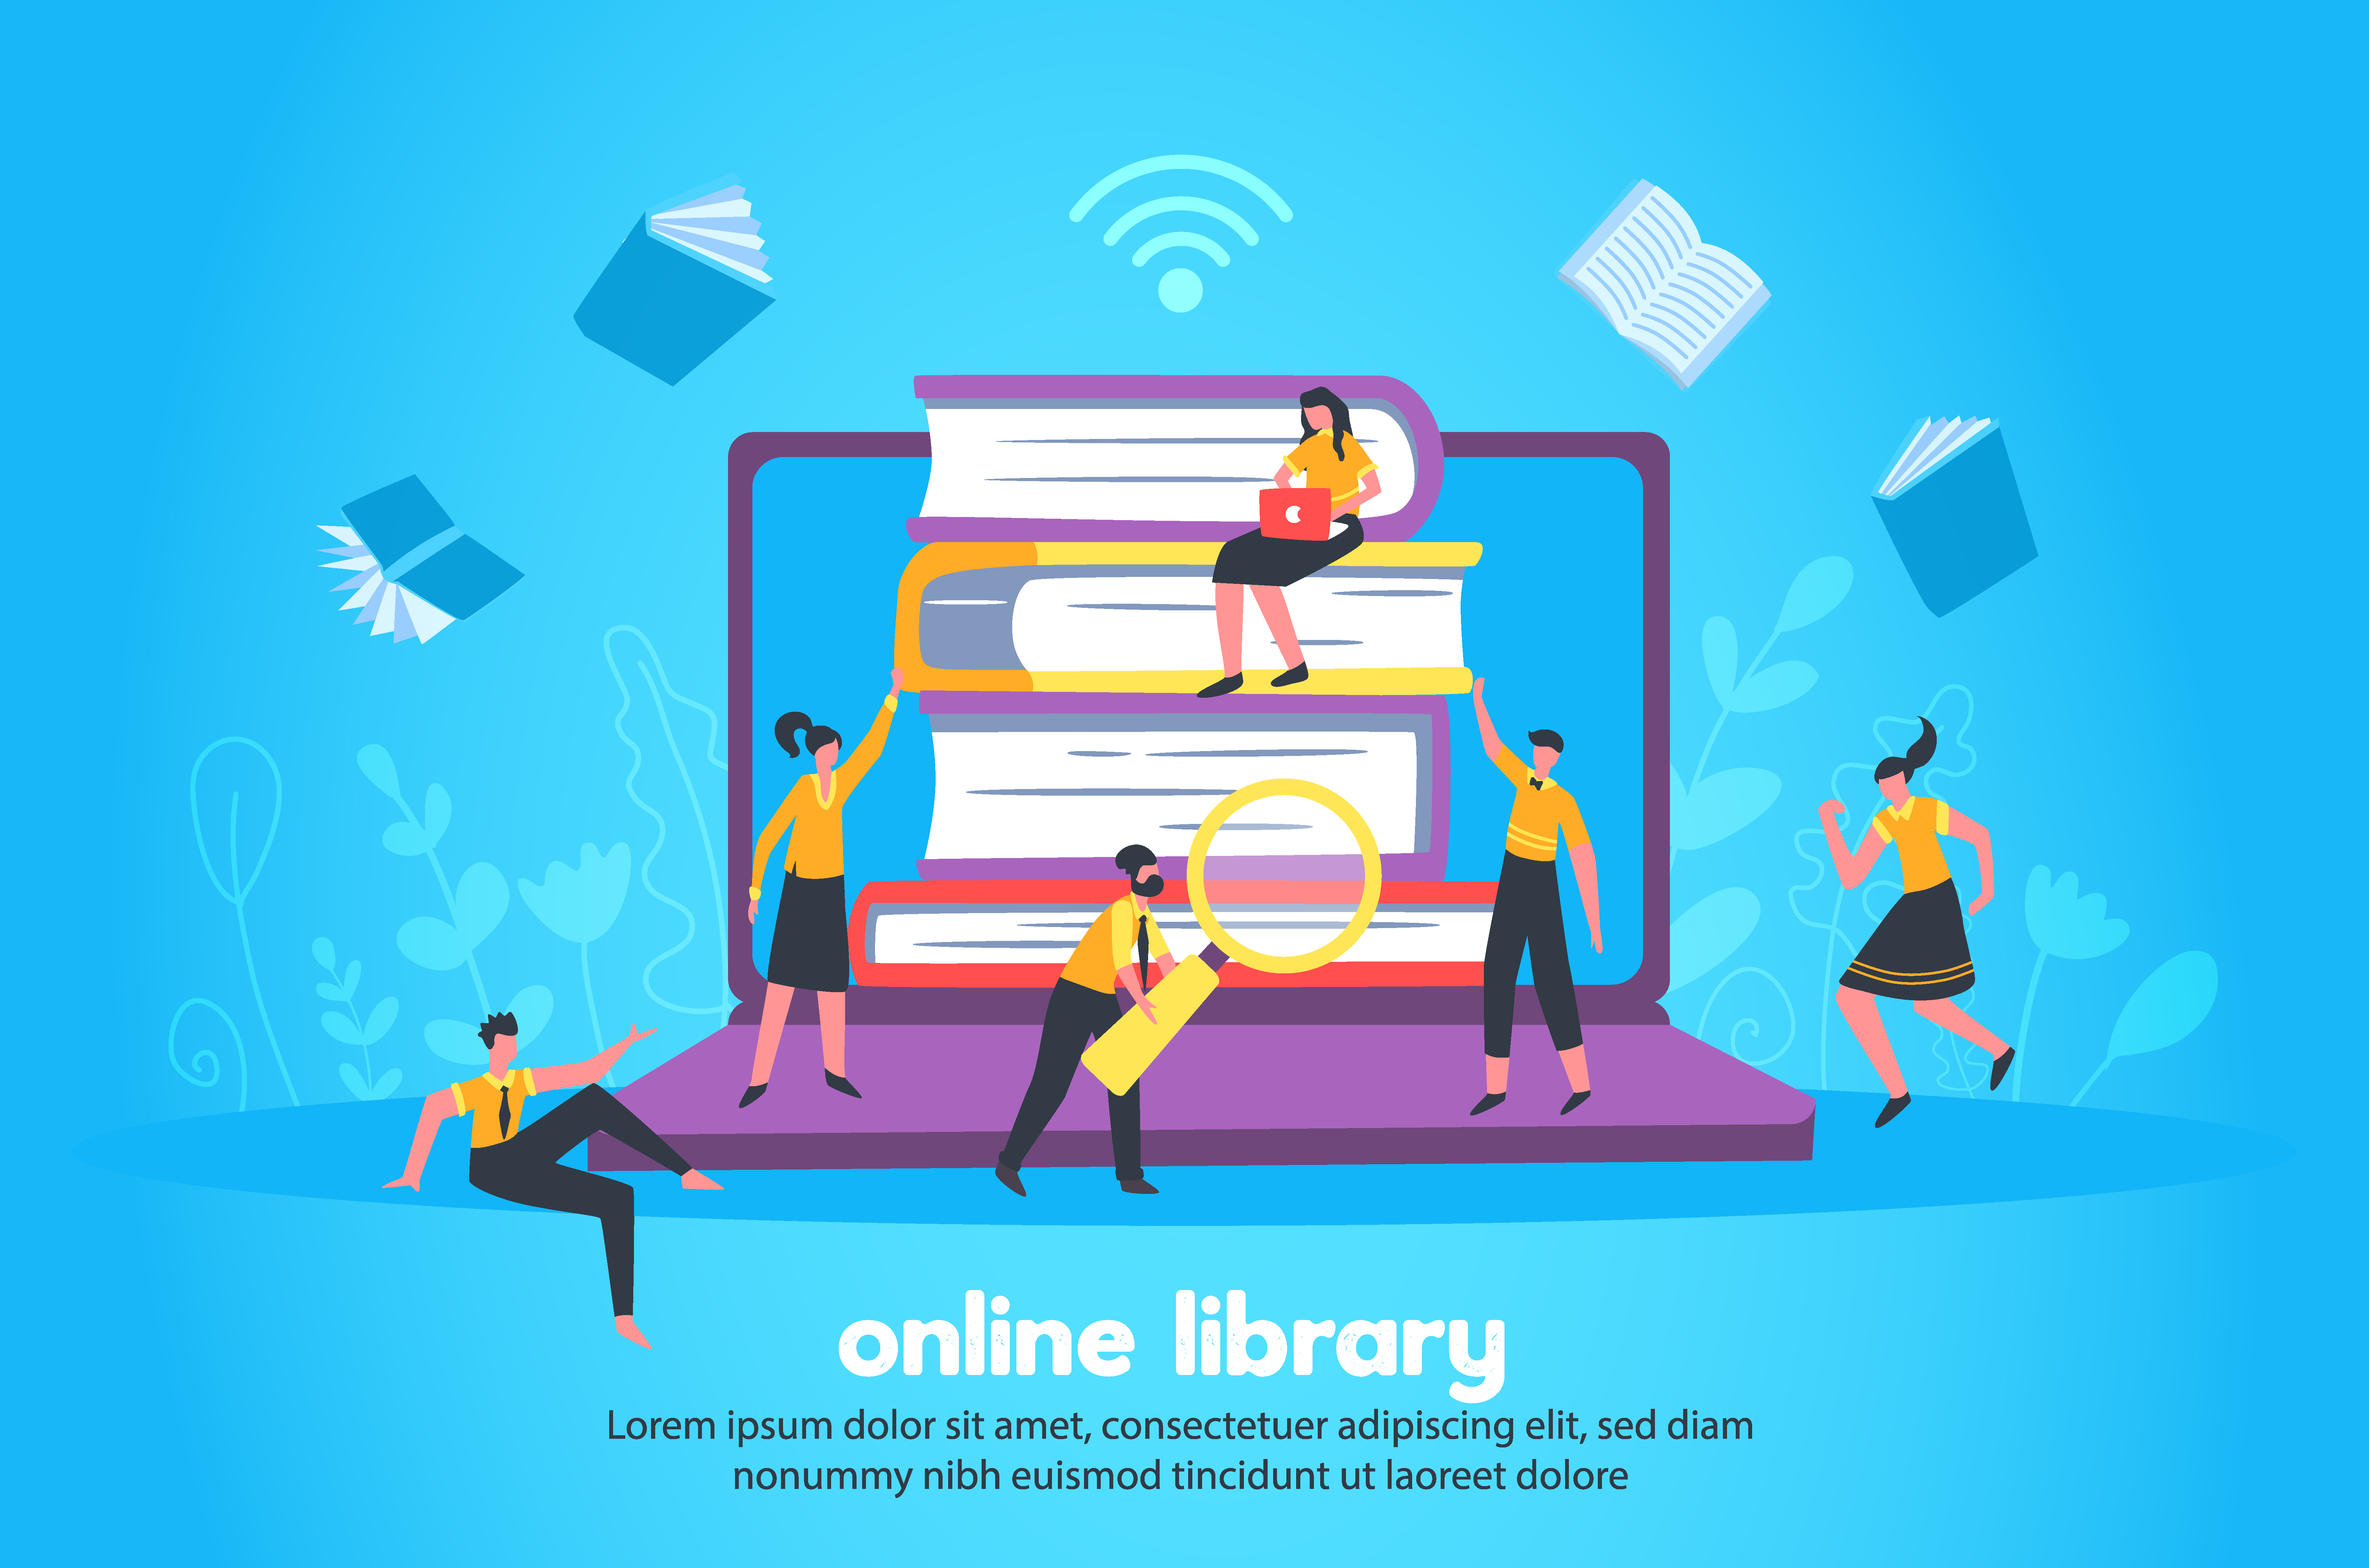 online library
Lorem ipsum dolor sit amet, consectetuer adipiscing elit, sed diam
nonummy nibh euismod tincidunt ut laoreet dolore